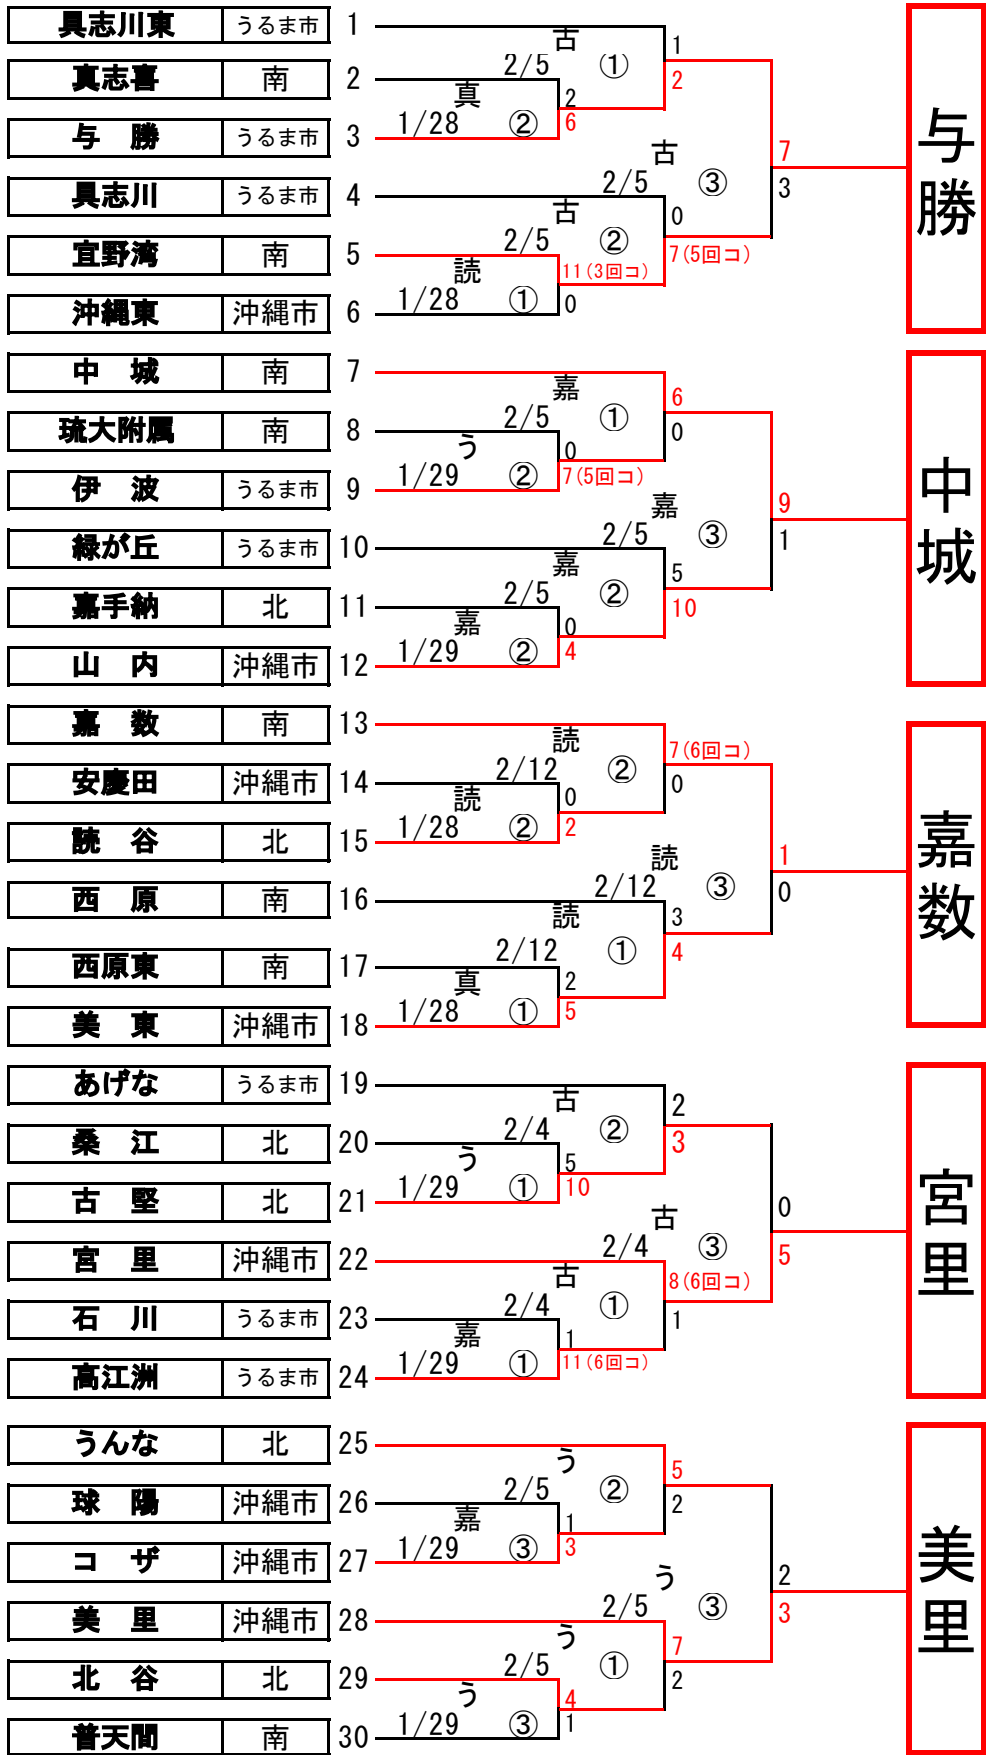 具志川東 うるま市 1
真志喜 南 2
与 勝 うるま市 3
具志川 うるま市 4
宜野湾 南 5
沖縄東 沖縄市 6
中 城 南 7
琉大附属 南 8
伊 波 うるま市 9
緑が丘 うるま市 10
嘉手納 北 11
山 内 沖縄市 12
嘉 数 南 13
安慶田 沖縄市 14
読 谷 北 15
西 原 南 16
西原東 南 17
美 東 沖縄市 18
あげな うるま市 19
桑 江 北 20
古 堅 北 21
宮 里 沖縄市 22
石 川 うるま市 23
高江洲 うるま市 24
うんな 北 25
球 陽 沖縄市 26
コ ザ 沖縄市 27
美 里 沖縄市 28
北 谷 北 29
普天間 南 30
真
1/28 ②
2
6
読
1/28 ①
11(3回コ)
0
う
1/29 ②
0
7(5回コ)
嘉
1/29 ②
0
4
読
1/28 ②
0
2
真
1/28 ①
2
5
う
1/29 ①
5
10
嘉
1/29 ①
1
11(6回コ)
嘉
1/29 ③
1
3
う
1/29 ③
4
1
古
2/5 ①
1
2
古
2/5 ②
0
7(5回コ)
嘉
2/5 ①
6
0
嘉
2/5 ②
5
10
読
2/12 ②
7(6回コ)
0
読
2/12 ①
3
4
古
2/4 ②
2
3
古
2/4 ①
8(6回コ)
1
う
2/5 ②
5
2
う
2/5 ①
7
2
古
2/5 ③
7
3
嘉
2/5 ③
9
1
読
2/12 ③
1
0
古
2/4 ③
0
5
う
2/5 ③
2
3
与勝
中城
嘉数
宮里
美里